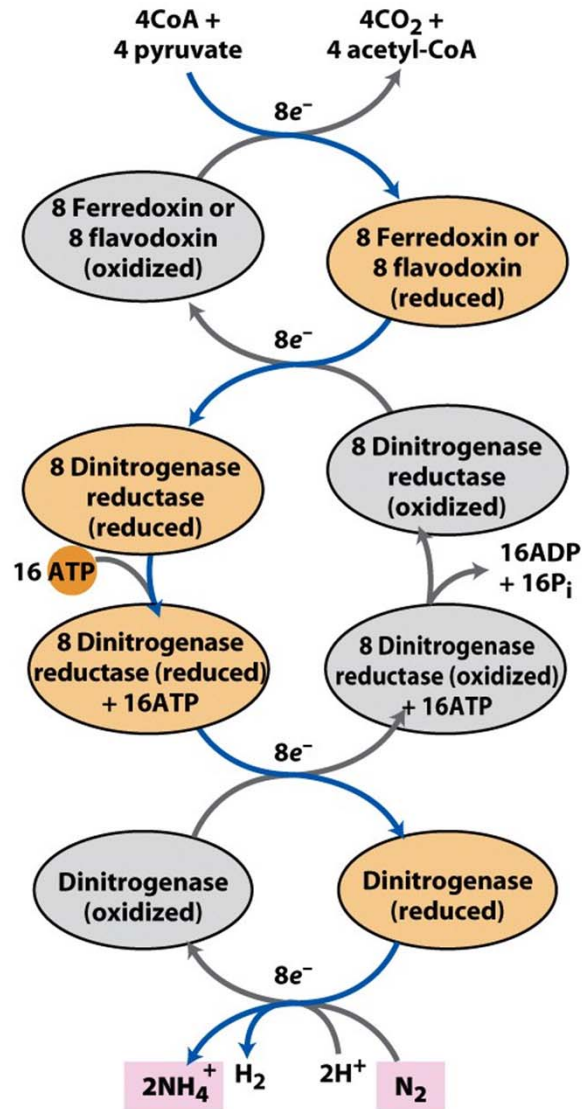 4CoA +
4 pyruvate
4CO₂ +
4 acetyl-CoA
8e⁻
8 Ferredoxin or
8 flavodoxin
(oxidized)
8 Ferredoxin or
8 flavodoxin
(reduced)
8e⁻
8 Dinitrogenase
reductase
(reduced)
8 Dinitrogenase
reductase
(oxidized)
16 ATP
16ADP
+ 16Pᵢ
8 Dinitrogenase
reductase (reduced)
+ 16ATP
8 Dinitrogenase
reductase (oxidized)
+ 16ATP
8e⁻
Dinitrogenase
(oxidized)
Dinitrogenase
(reduced)
8e⁻
2NH₄⁺
H₂
2H⁺
N₂